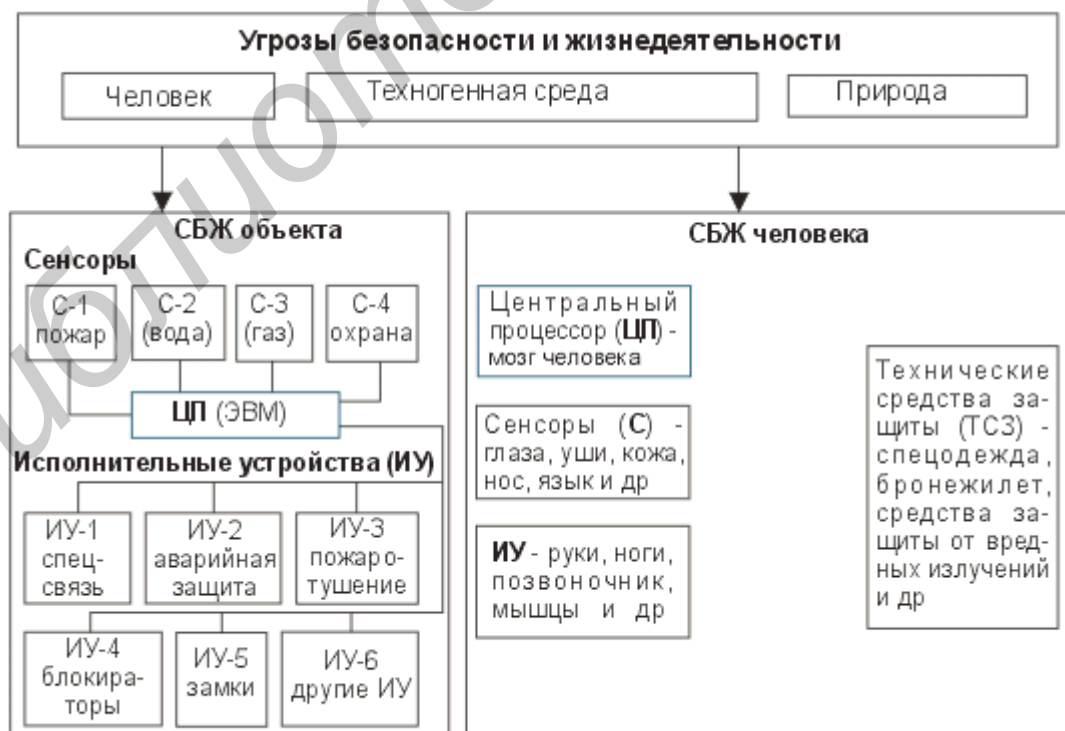 Угрозы безопасности и жизнедеятельности
Человек
Техногенная среда
Природа
СБЖ объекта
Сенсоры
С-1
пожар
С-2
(вода)
С-3
(газ)
С-4
охрана
ЦП (ЭВМ)
Исполнительные устройства (ИУ)
ИУ-1
спец-
связь
ИУ-2
аварийная
защита
ИУ-3
пожаро-
тушение
ИУ-4
блокира-
торы
ИУ-5
замки
ИУ-6
другие ИУ
СБЖ человека
Центральный
процессор (ЦП) -
мозг человека
Сенсоры (С) -
глаза, уши, кожа,
нос, язык и др
ИУ - руки, ноги,
позвоночник,
мышцы и др
Технические
средства за-
щиты (ТСЗ) -
спецодежда,
бронежилет,
средства за-
щиты от вред-
ных излучений
и др